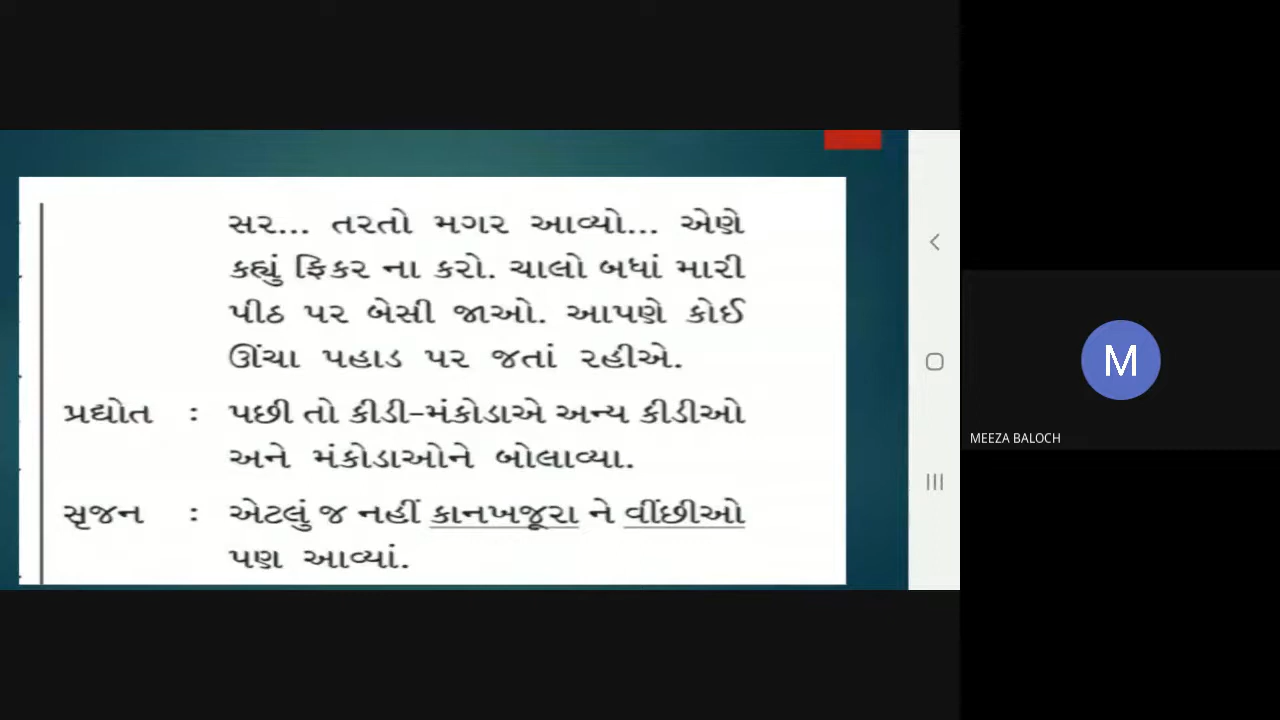 સર... તરતો મગર આવ્યો... એણે
કહ્યું ફિકર ના કરો. ચાલો બધાં મારી
પીઠ પર બેસી જાઓ. આપણે કોઈ
ઊંચા પહાડ પર જતાં રહીએ.
પ્રદ્યોત : પછી તો કીડી-મંકોડાએ અન્ય કીડીઓ
અને મંકોડાઓને બોલાવ્યા.
સૃજન : એટલું જ નહીં કાનખજૂરા ને વીંછીઓ
પણ આવ્યાં.
M
MEEZA BALOCH